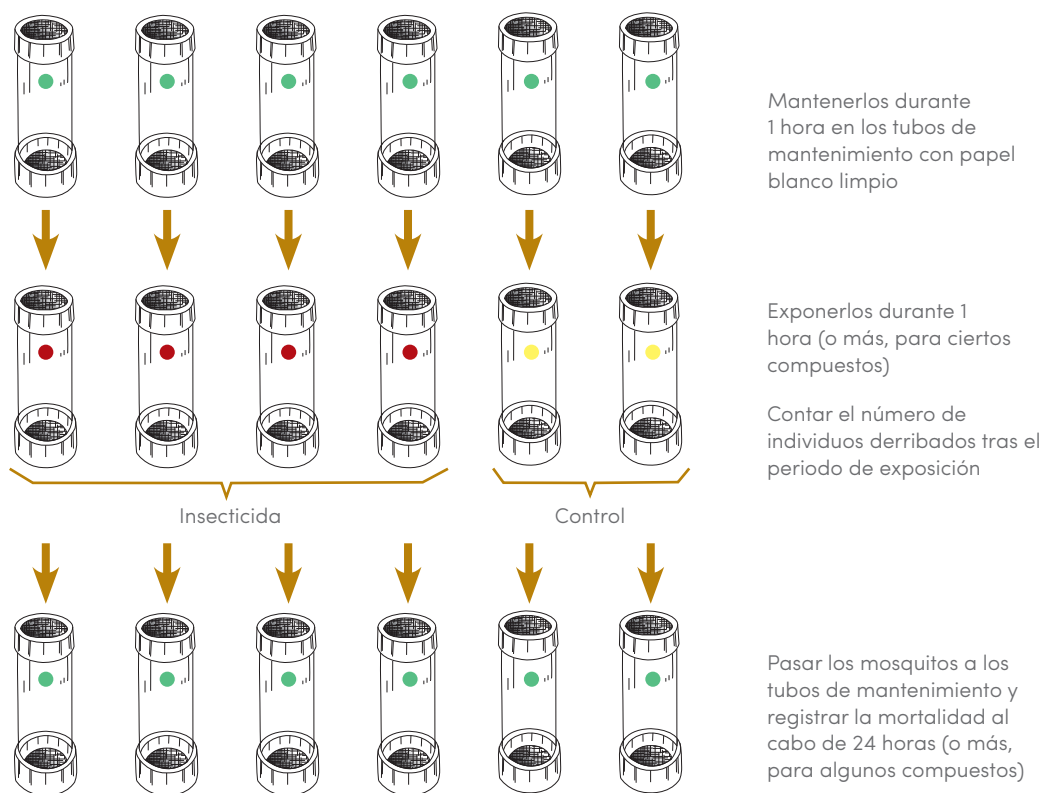 Mantenerlos durante
1 hora en los tubos de
mantenimiento con papel
blanco limpio
Exponerlos durante 1
hora (o más, para ciertos
compuestos)
Contar el número de
individuos derribados tras el
periodo de exposición
Insecticida
Control
Pasar los mosquitos a los
tubos de mantenimiento y
registrar la mortalidad al
cabo de 24 horas (o más,
para algunos compuestos)